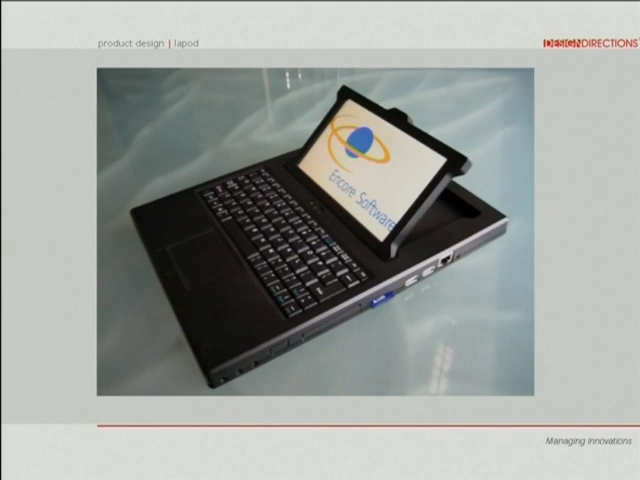 product design | lapod
DESIGNDIRECTIONS
Encore Software
Managing Innovations